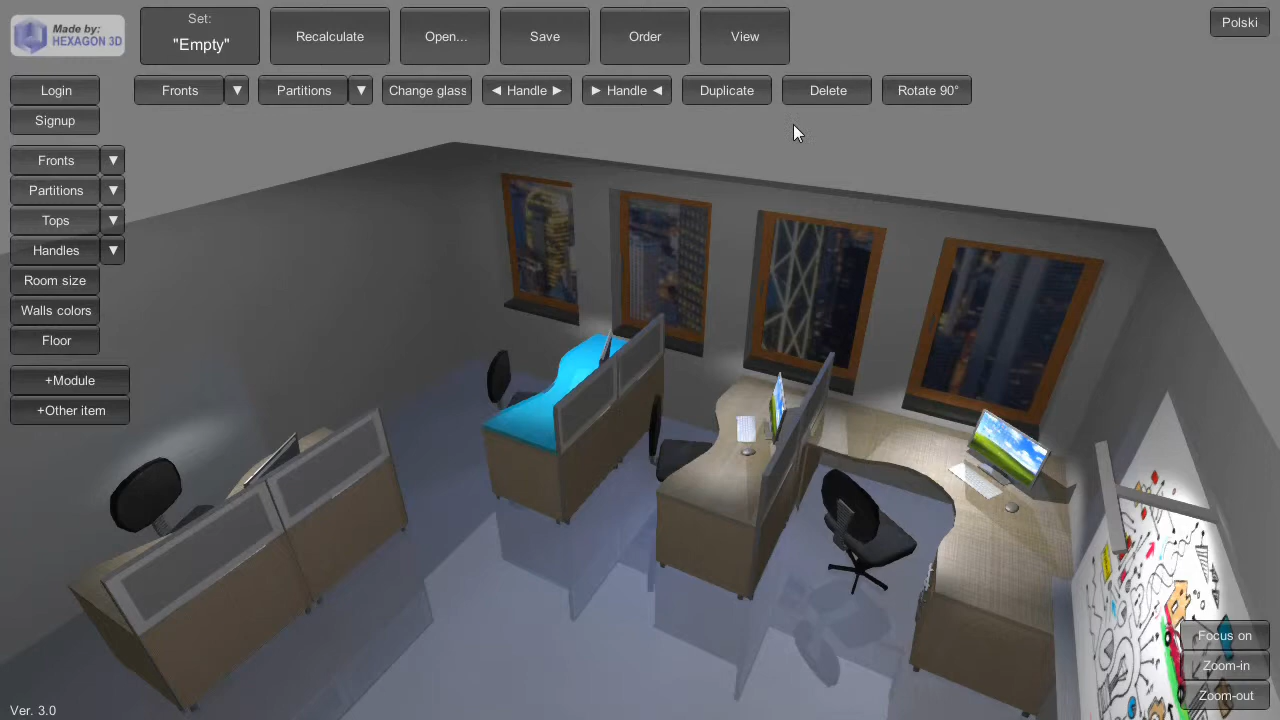 Made by:
HEXAGON 3D
Set:
"Empty"
Recalculate
Open...
Save
Order
View
Polski
Login
Signup
Fronts ▼
Partitions ▼
Change glass
◄ Handle ►
► Handle ◄
Duplicate
Delete
Rotate 90°
Fronts ▼
Partitions ▼
Tops ▼
Handles ▼
Room size
Walls colors
Floor
+Module
+Other item
Focus on
Zoom-in
Zoom-out
Ver. 3.0